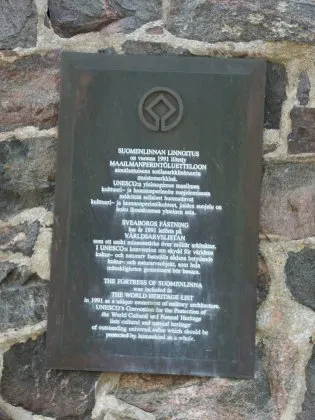 SUOMENLINNAN LINNOITUS
on vuonna 1991 liitetty
MAAILMANPERINTÖLUETTELOON
ainutlaatuisena sotilasarkkitehtuurin
muistomerkkinä.
UNESCO:n yleissopimus maailman
kulttuuri- ja luonnonperinnön suojelemisesta
määrittää sellaiset huomattavat
kulttuuri- ja luonnonperintökohteet, joiden suojelu on
koko ihmiskunnan yhteinen asia.
SVEABORGS FÄSTNING
har år 1991 införts på
VÄRLDSARVSLISTAN
som ett unikt minnesmärke över militär arkitektur.
I UNESCO:s konvention om skydd för världens
kultur- och naturarv fastställs sådana betydande
kultur- och naturarvsobjekt, som hela
mänskligheten gemensamt bör bevara.
THE FORTRESS OF SUOMENLINNA
was included in
THE WORLD HERITAGE LIST
in 1991 as a unique monument of military architecture.
UNESCO's Convention for the Protection of
the World Cultural and Natural Heritage
lists cultural and natural heritage
of outstanding universal value which should be
protected by humankind as a whole.